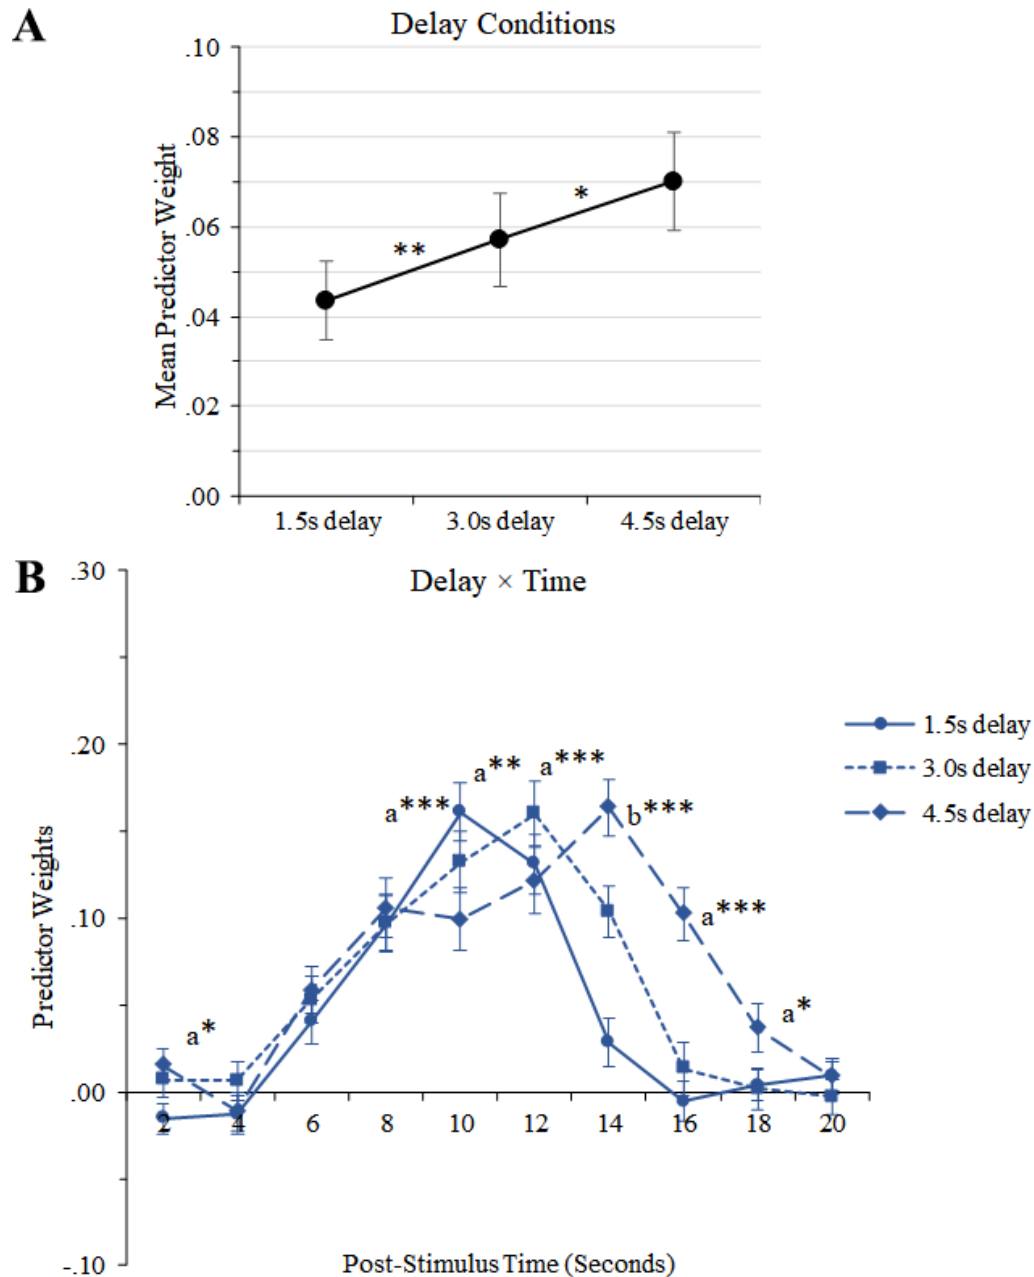 A
Delay Conditions
Mean Predictor Weight
.10
.08
.06
.04
.02
.00
**
*
1.5s delay
3.0s delay
4.5s delay
B
Delay × Time
Predictor Weights
.30
.20
.10
.00
-.10
a*
a***
a**
a***
b***
a***
a*
2
4
6
8
10
12
14
16
18
20
Post-Stimulus Time (Seconds)
1.5s delay
3.0s delay
4.5s delay